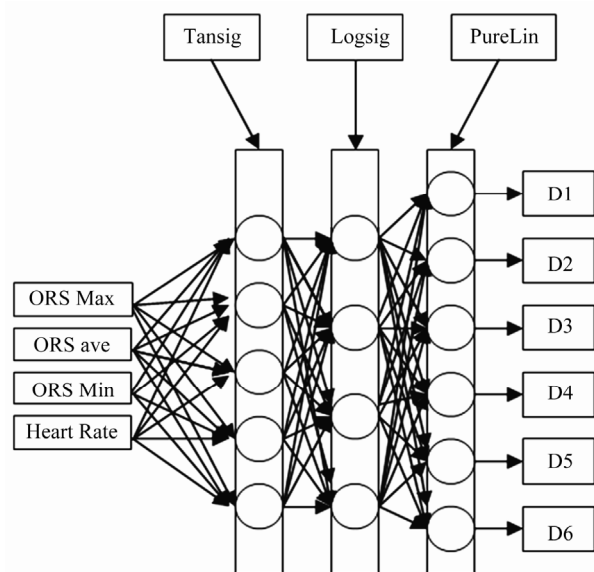 Tansig
Logsig
PureLin
D1
D2
D3
D4
D5
D6
ORS Max
ORS ave
ORS Min
Heart Rate